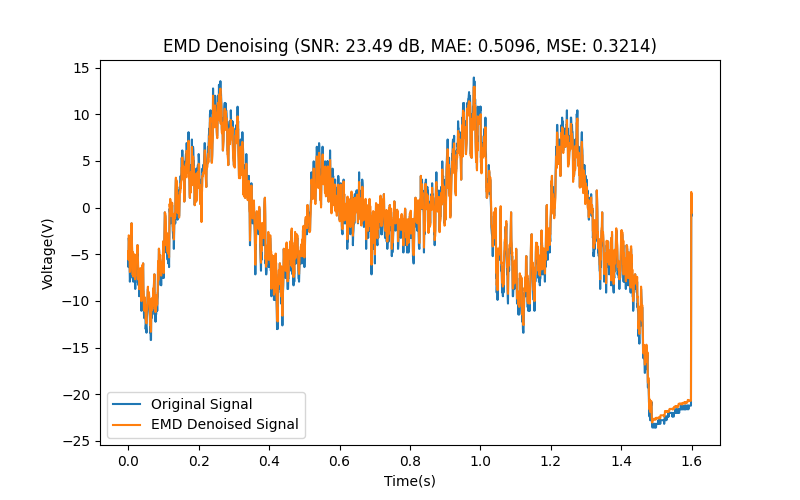 EMD Denoising (SNR: 23.49 dB, MAE: 0.5096, MSE: 0.3214)
15
10
5
0
−5
−10
−15
−20
−25
Voltage(V)
Original Signal
EMD Denoised Signal
0.0 0.2 0.4 0.6 0.8 1.0 1.2 1.4 1.6
Time(s)